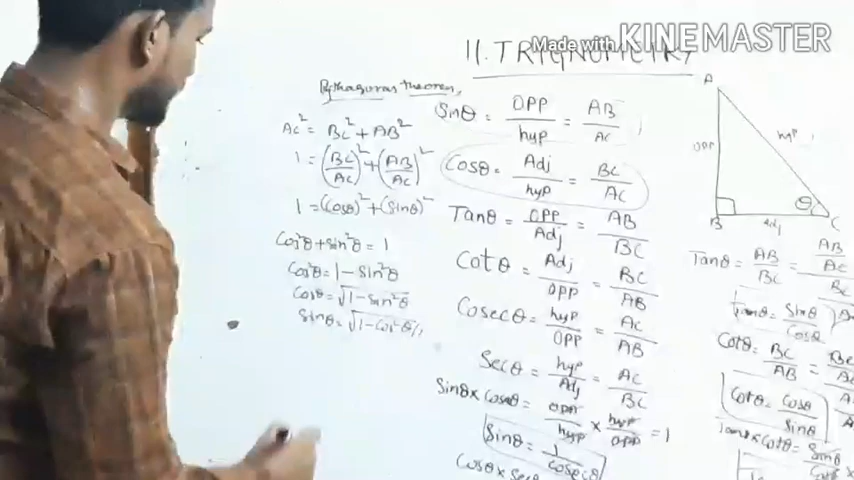 11. TRIGNOMETRY
Made with KINEMASTER
Pythagoras theorem,
AC² = BC² + AB²
1 = (BC/AC)² + (AB/AC)²
1 = (Cosθ)² + (Sinθ)²
Cos²θ + Sin²θ = 1
Cos²θ = 1 - Sin²θ
Cosθ = √1 - Sin²θ
Sinθ = √1 - Cos²θ //
Sinθ = OPP/hyp = AB/AC
Cosθ = Adj/hyp = BC/AC
Tanθ = OPP/Adj = AB/BC
Cotθ = Adj/OPP = BC/AB
Cosecθ = hyp/OPP = AC/AB
Secθ = hyp/Adj = AC/BC
= OPP/hyp × hyp/OPP = 1
Sinθ = 1/Cosecθ
Cosθ × Sec
A
OPP
hyp
θ
B
Adj
C
Tanθ = AB/BC = AB/AC
BC
Tanθ = Sinθ/Cosθ
Cotθ = BC/AB =
Cotθ = Cosθ/Sinθ
Tanθ × Cotθ = Sinθ/Cosθ ×